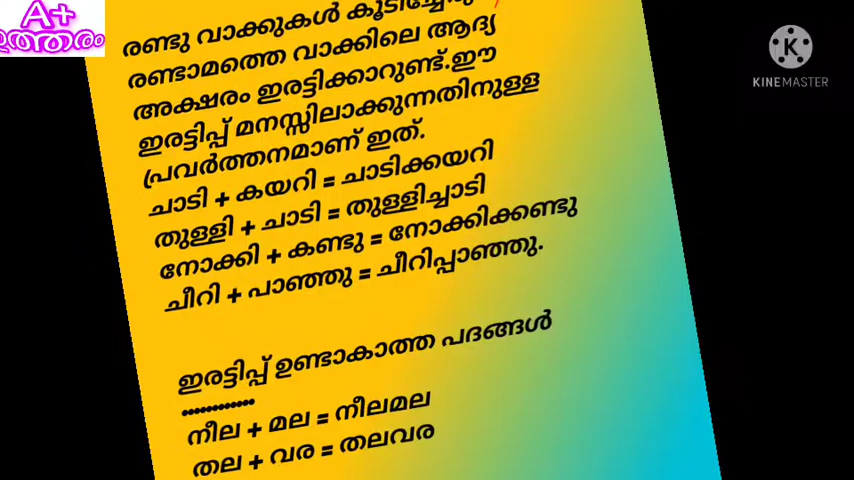 A+
ഉത്തരം
രണ്ടു വാക്കുകൾ
രണ്ടാമത്തെ വാക്കിലെ ആദ്യ
അക്ഷരം ഇരട്ടിക്കാറുണ്ട്.ഈ
ഇരട്ടിപ്പ് മനസ്സിലാക്കുന്നതിനുള്ള
പ്രവർത്തനമാണ് ഇത്.
ചാടി + കയറി = ചാടിക്കയറി
തുള്ളി + ചാടി = തുള്ളിച്ചാടി
നോക്കി + കണ്ടു = നോക്കിക്കണ്ടു
ചീറി + പാഞ്ഞു = ചീറിപ്പാഞ്ഞു.
ഇരട്ടിപ്പ് ഉണ്ടാകാത്ത പദങ്ങൾ
............
നീല + മല = നീലമല
തല + വര = തലവര
K
KINEMASTER